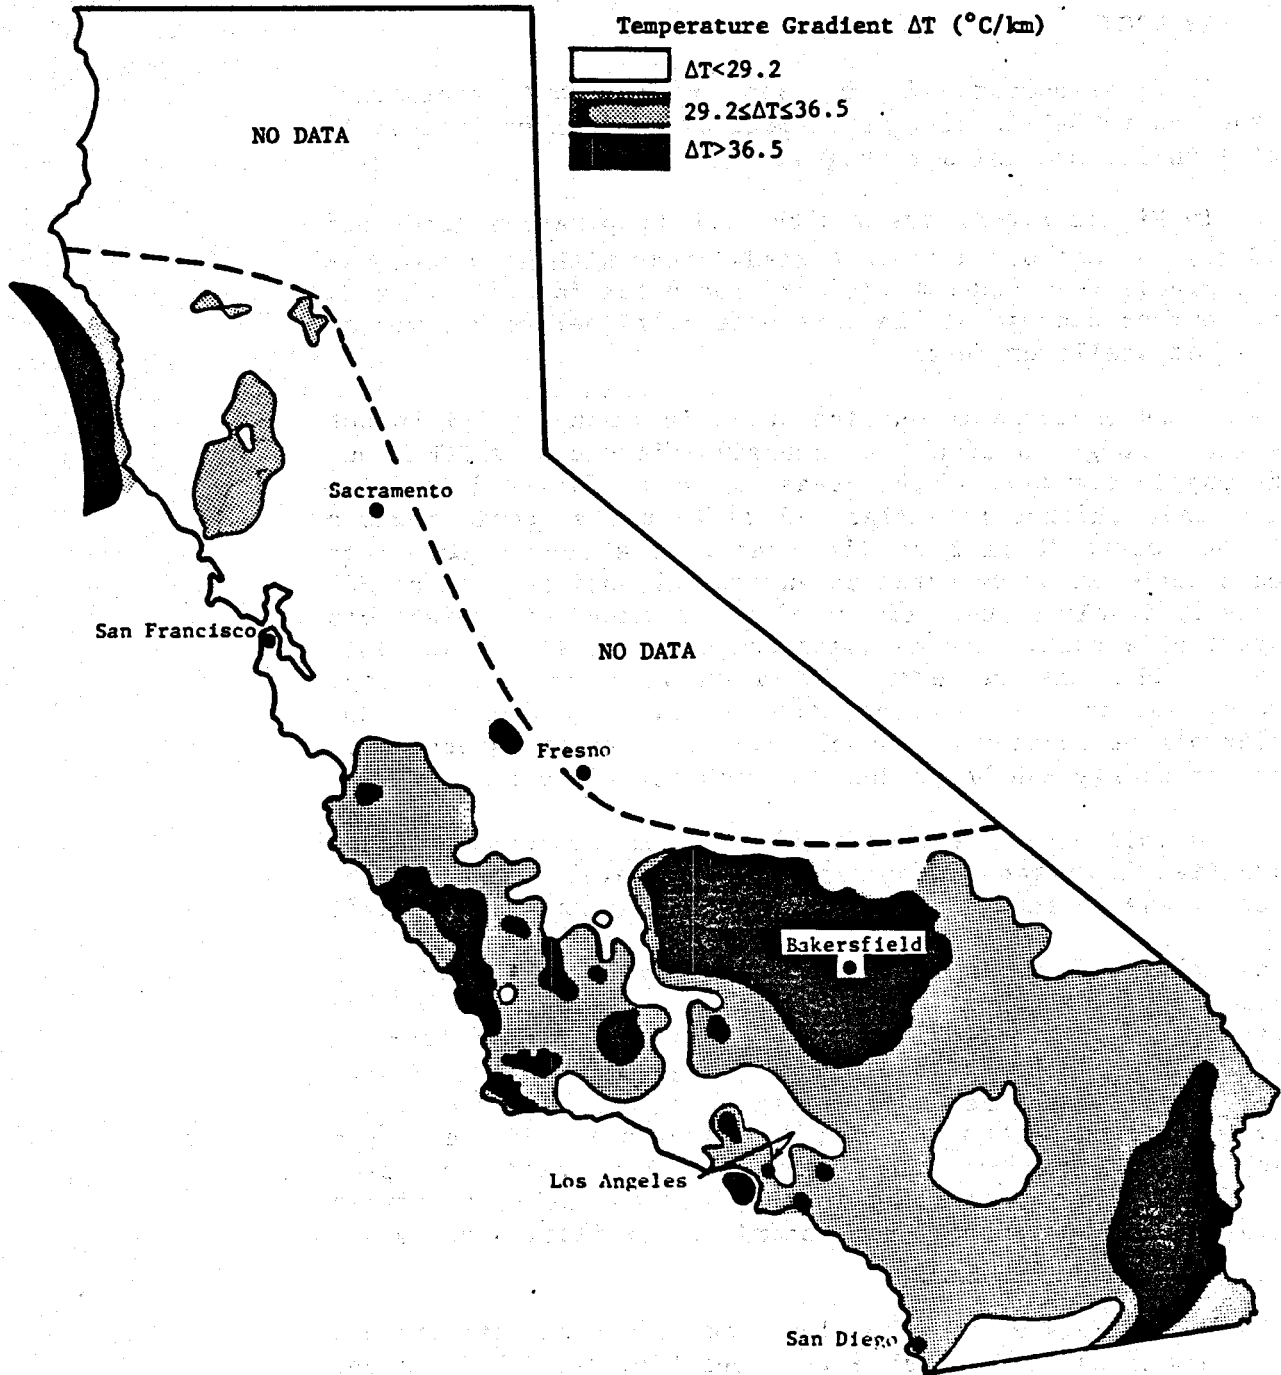 Temperature Gradient ΔT (°C/km)
ΔT<29.2
29.2≤ΔT≤36.5
ΔT>36.5
NO DATA
Sacramento
San Francisco
NO DATA
Fresno
Bakersfield
Los Angeles
San Diego